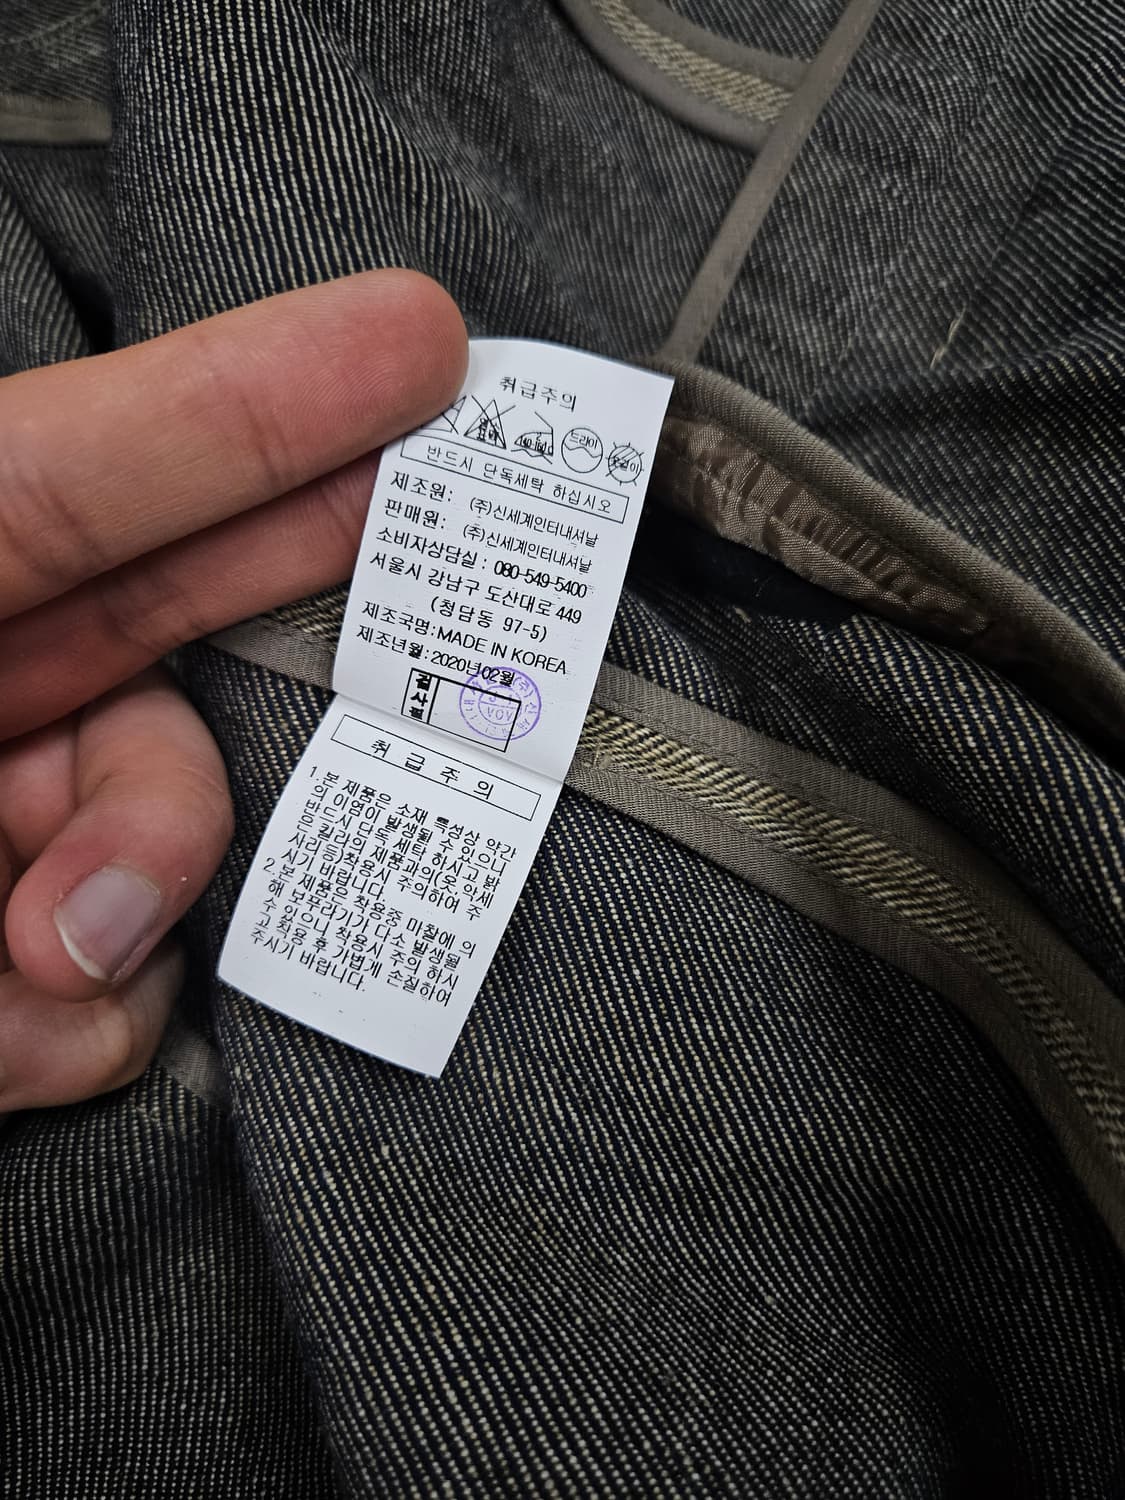 취급주의
드라이
옷걸이
반드시 단독세탁 하십시오
제조원: (주)신세계인터내셔날
판매원: (주)신세계인터내셔날
소비자상담실 : 080-549-5400
서울시 강남구 도산대로 449
(청담동 97-5)
제조국명:MADE IN KOREA
제조년월:2020년02월
검사필
VOV
취급주의
1.본 제품은 소재 특성상 약간
의 이염이 발생될 수 있으니
반드시 단독 세탁 하시고 밝
은 칼라의 제품과의(옷,악세
사리등)착용시 주의하여 주
시기 바랍니다.
2.본 제품은 착용중 마찰에 의
해 보푸라기가 다소 발생될
수 있으니 착용시 주의 하시
곳 착용 후 가볍게 손질하여
주시기 바랍니다.